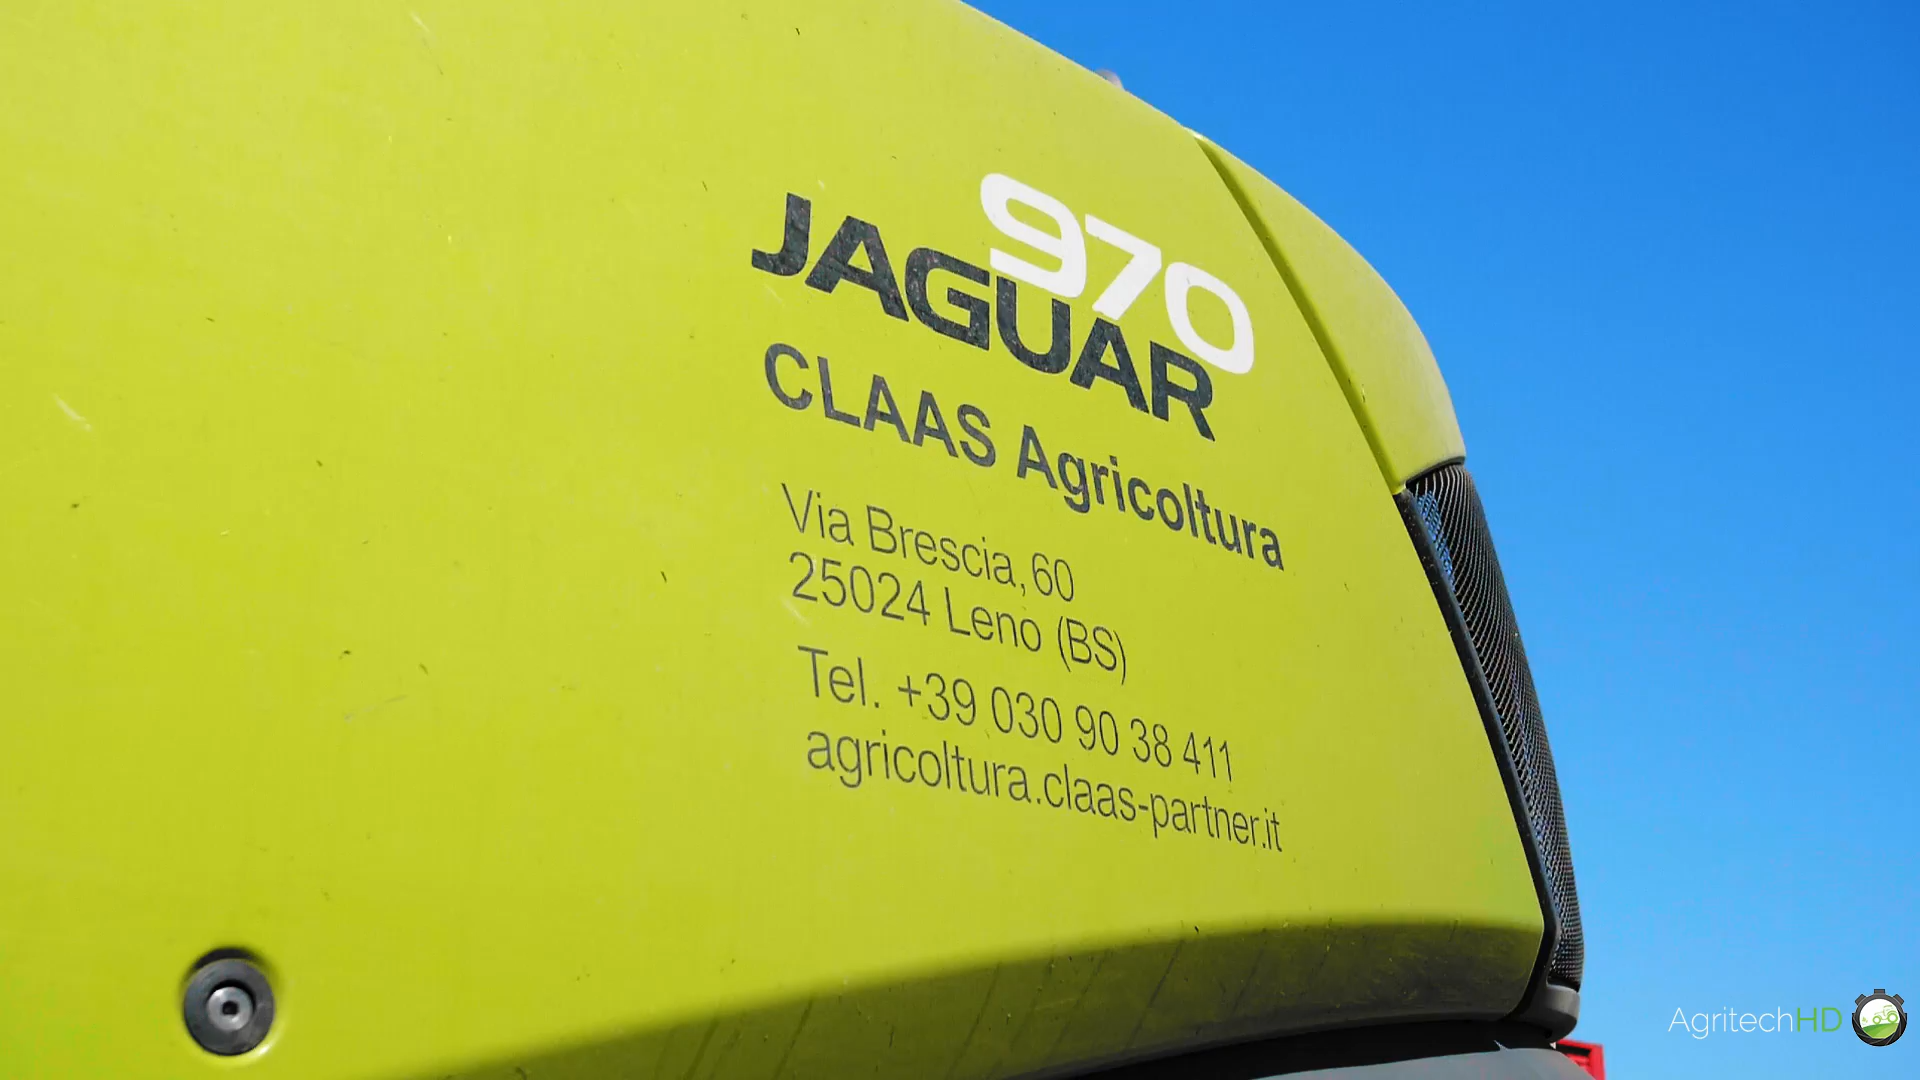 970
JAGUAR
CLAAS Agricoltura
Via Brescia, 60
25024 Leno (BS)
Tel. +39 030 90 38 411
agricoltura.claas-partner.it
AgritechHD